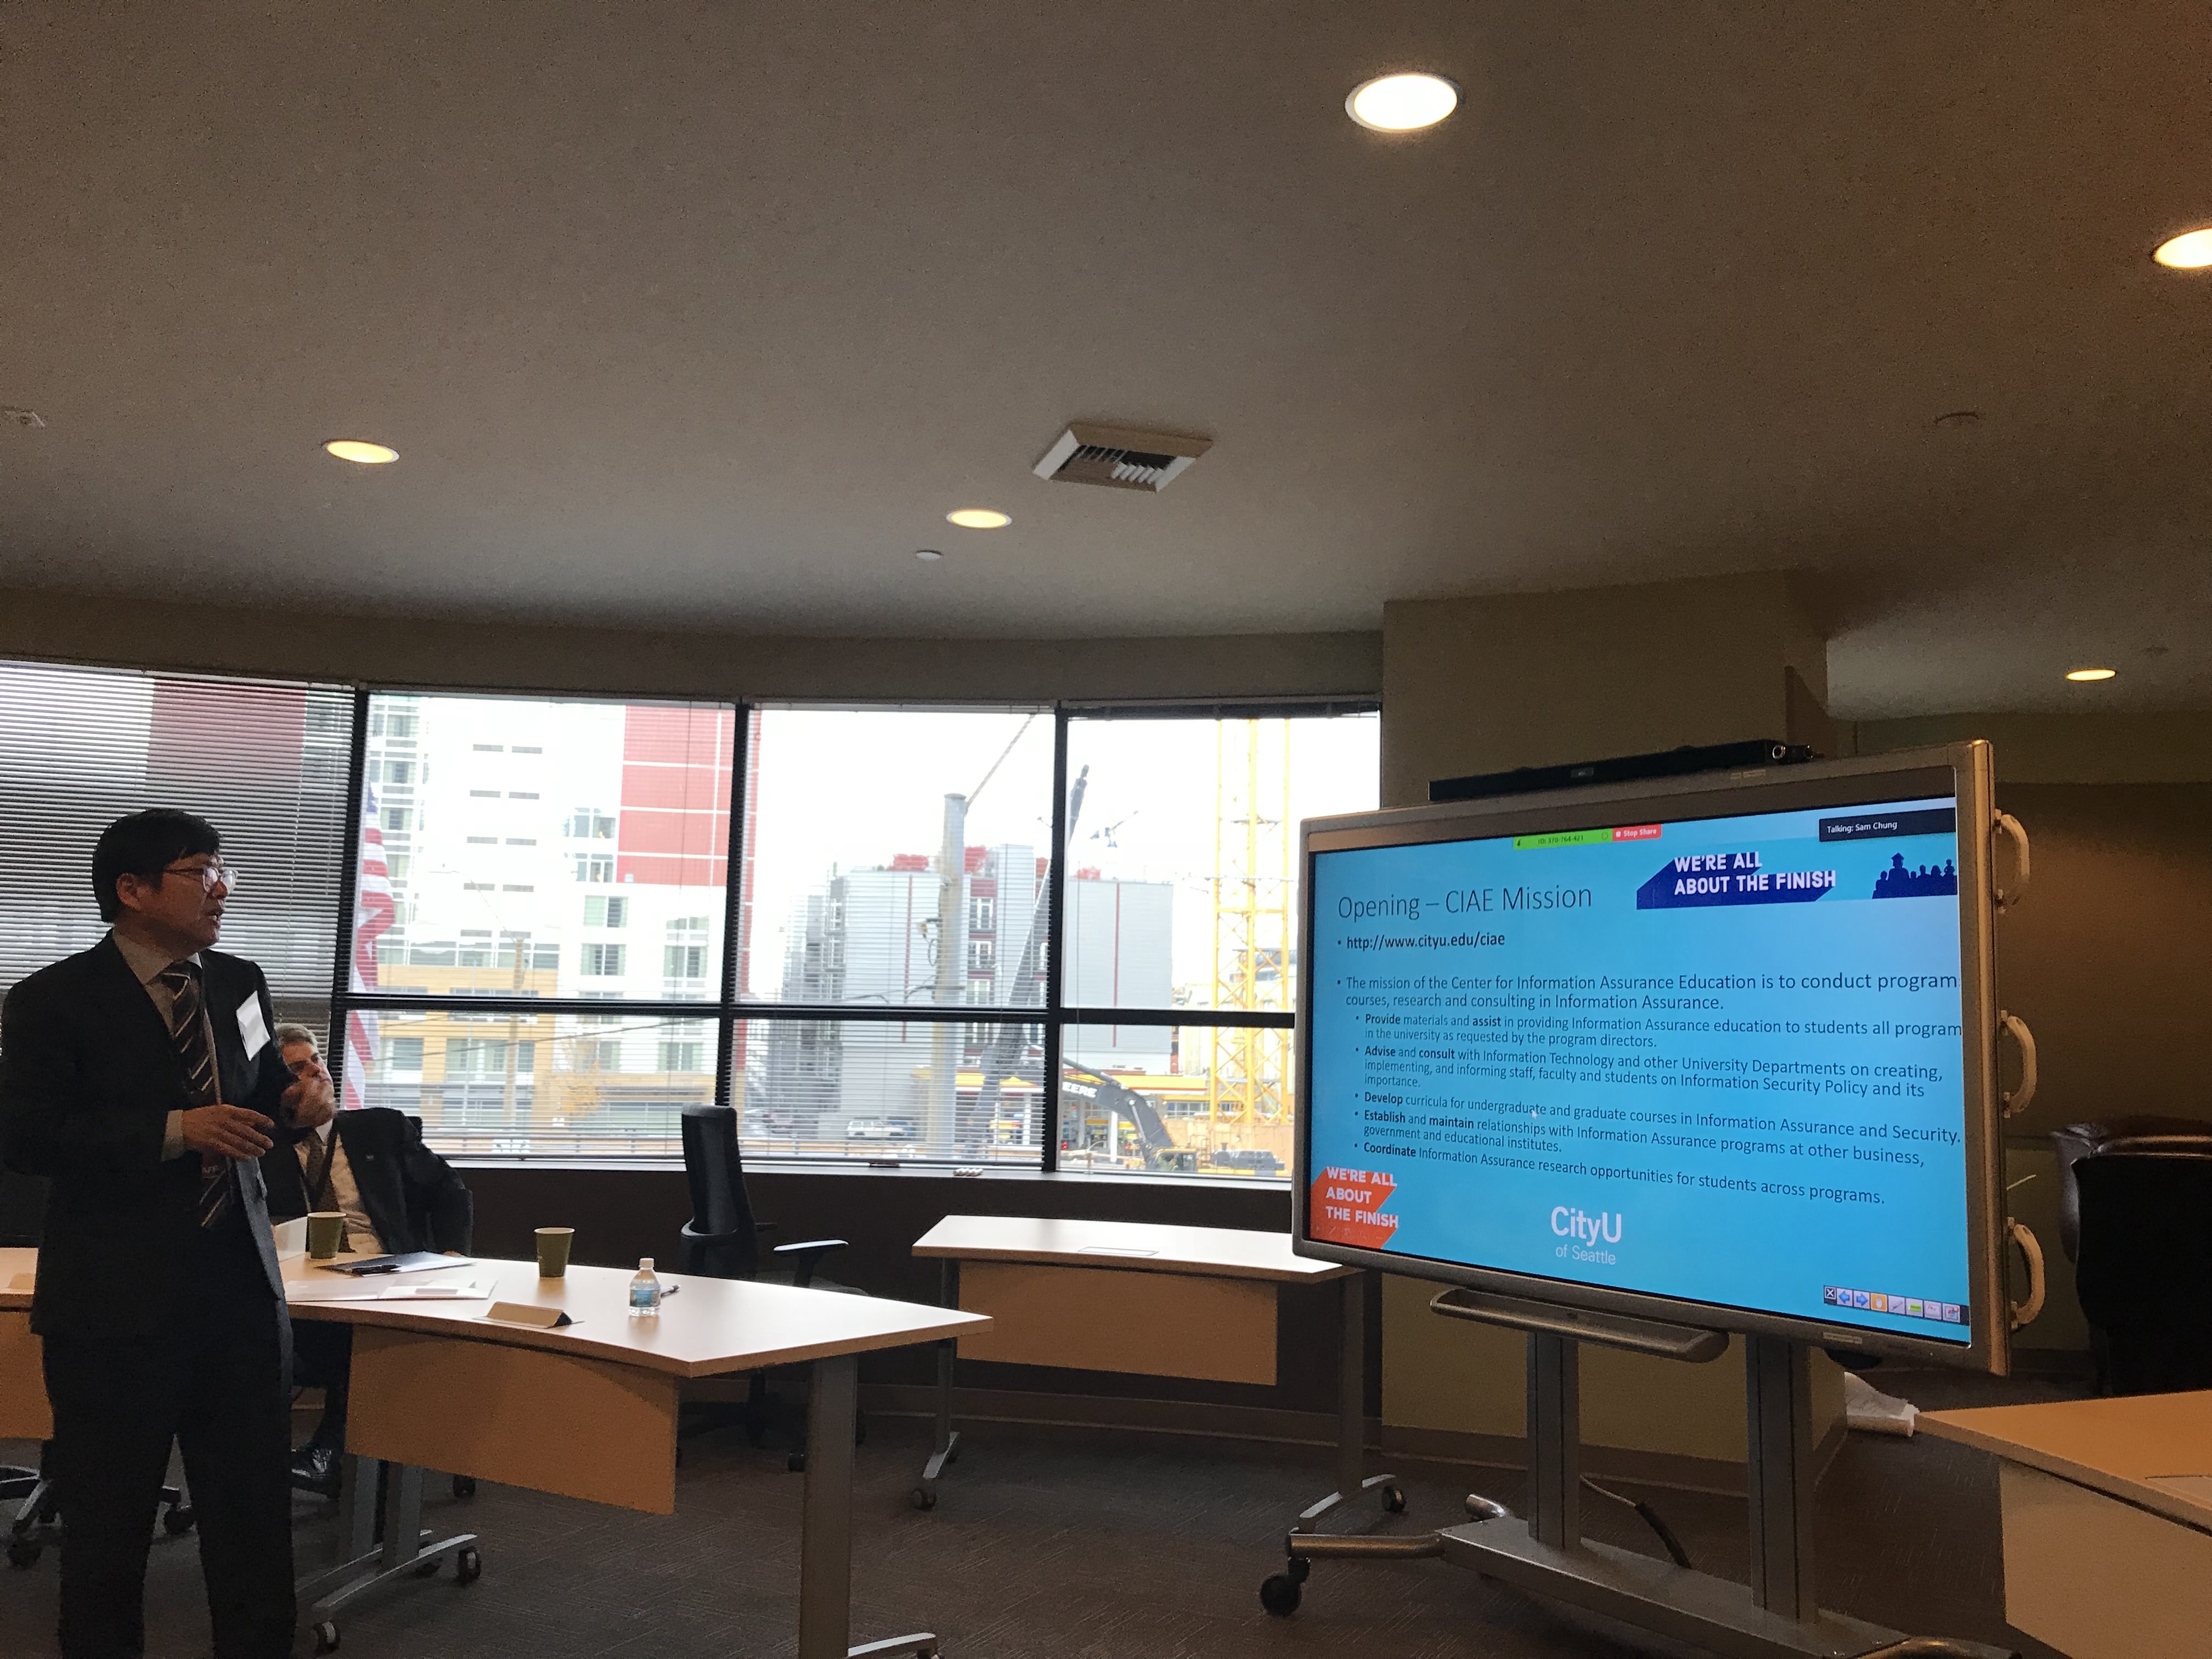 ID: 370-764-421
Stop Share
Talking: Sam Chung
WE'RE ALL
ABOUT THE FINISH
Opening – CIAE Mission
• http://www.cityu.edu/ciae
• The mission of the Center for Information Assurance Education is to conduct program
courses, research and consulting in Information Assurance.
• Provide materials and assist in providing Information Assurance education to students all program
in the university as requested by the program directors.
• Advise and consult with Information Technology and other University Departments on creating,
implementing, and informing staff, faculty and students on Information Security Policy and its
importance.
• Develop curricula for undergraduate and graduate courses in Information Assurance and Security.
• Establish and maintain relationships with Information Assurance programs at other business,
government and educational institutes.
• Coordinate Information Assurance research opportunities for students across programs.
WE'RE ALL
ABOUT
THE FINISH
CityU
of Seattle